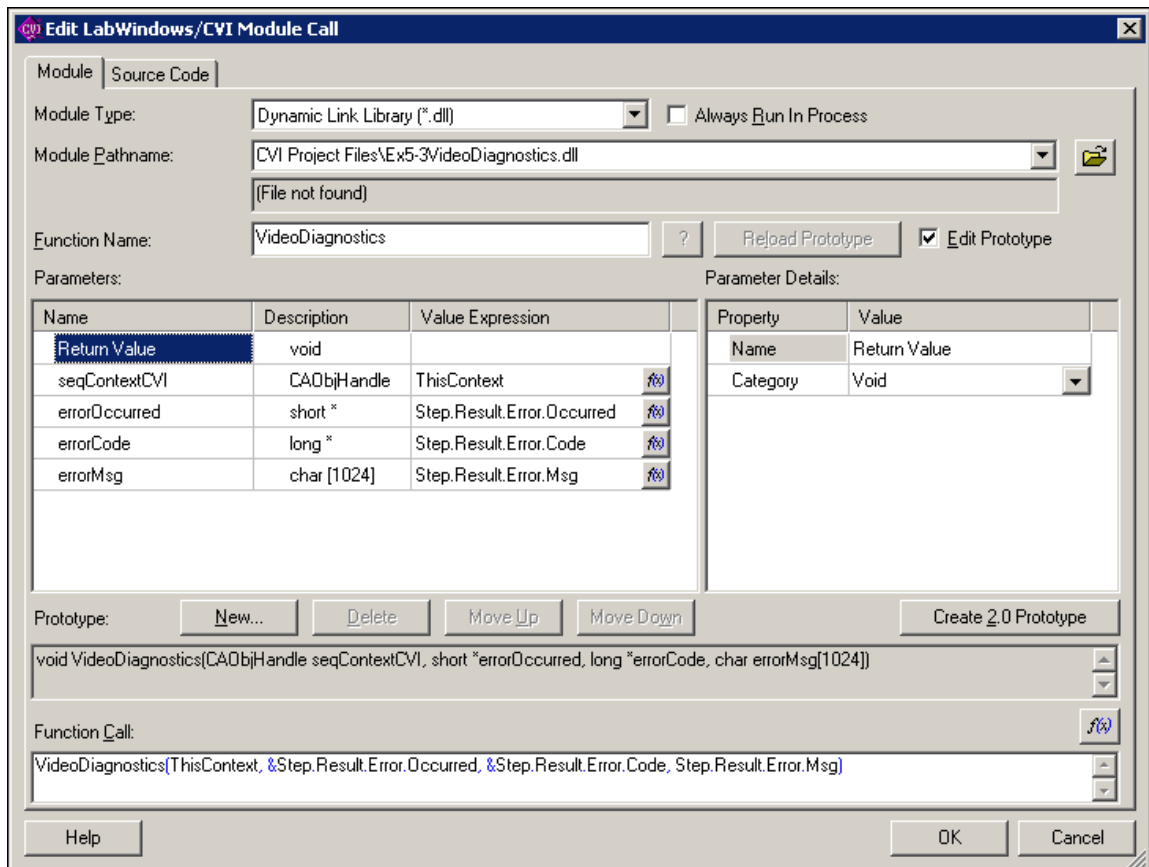 CVI Edit LabWindows/CVI Module Call
Module Source Code
Module Type: Dynamic Link Library (*.dll) Always Run In Process
Module Pathname: CVI Project Files\Ex5-3VideoDiagnostics.dll
(File not found)
Function Name: VideoDiagnostics ? Reload Prototype Edit Prototype
Parameters: Parameter Details:
Name Description Value Expression Property Value
Return Value void Name Return Value
seqContextCVI CAObjHandle ThisContext f(x) Category Void
errorOccurred short * Step.Result.Error.Occurred f(x)
errorCode long * Step.Result.Error.Code f(x)
errorMsg char [1024] Step.Result.Error.Msg f(x)
Prototype: New... Delete Move Up Move Down Create 2.0 Prototype
void VideoDiagnostics(CAObjHandle seqContextCVI, short *errorOccurred, long *errorCode, char errorMsg[1024])
Function Call: f(x)
VideoDiagnostics(ThisContext, &Step.Result.Error.Occurred, &Step.Result.Error.Code, Step.Result.Error.Msg)
Help OK Cancel